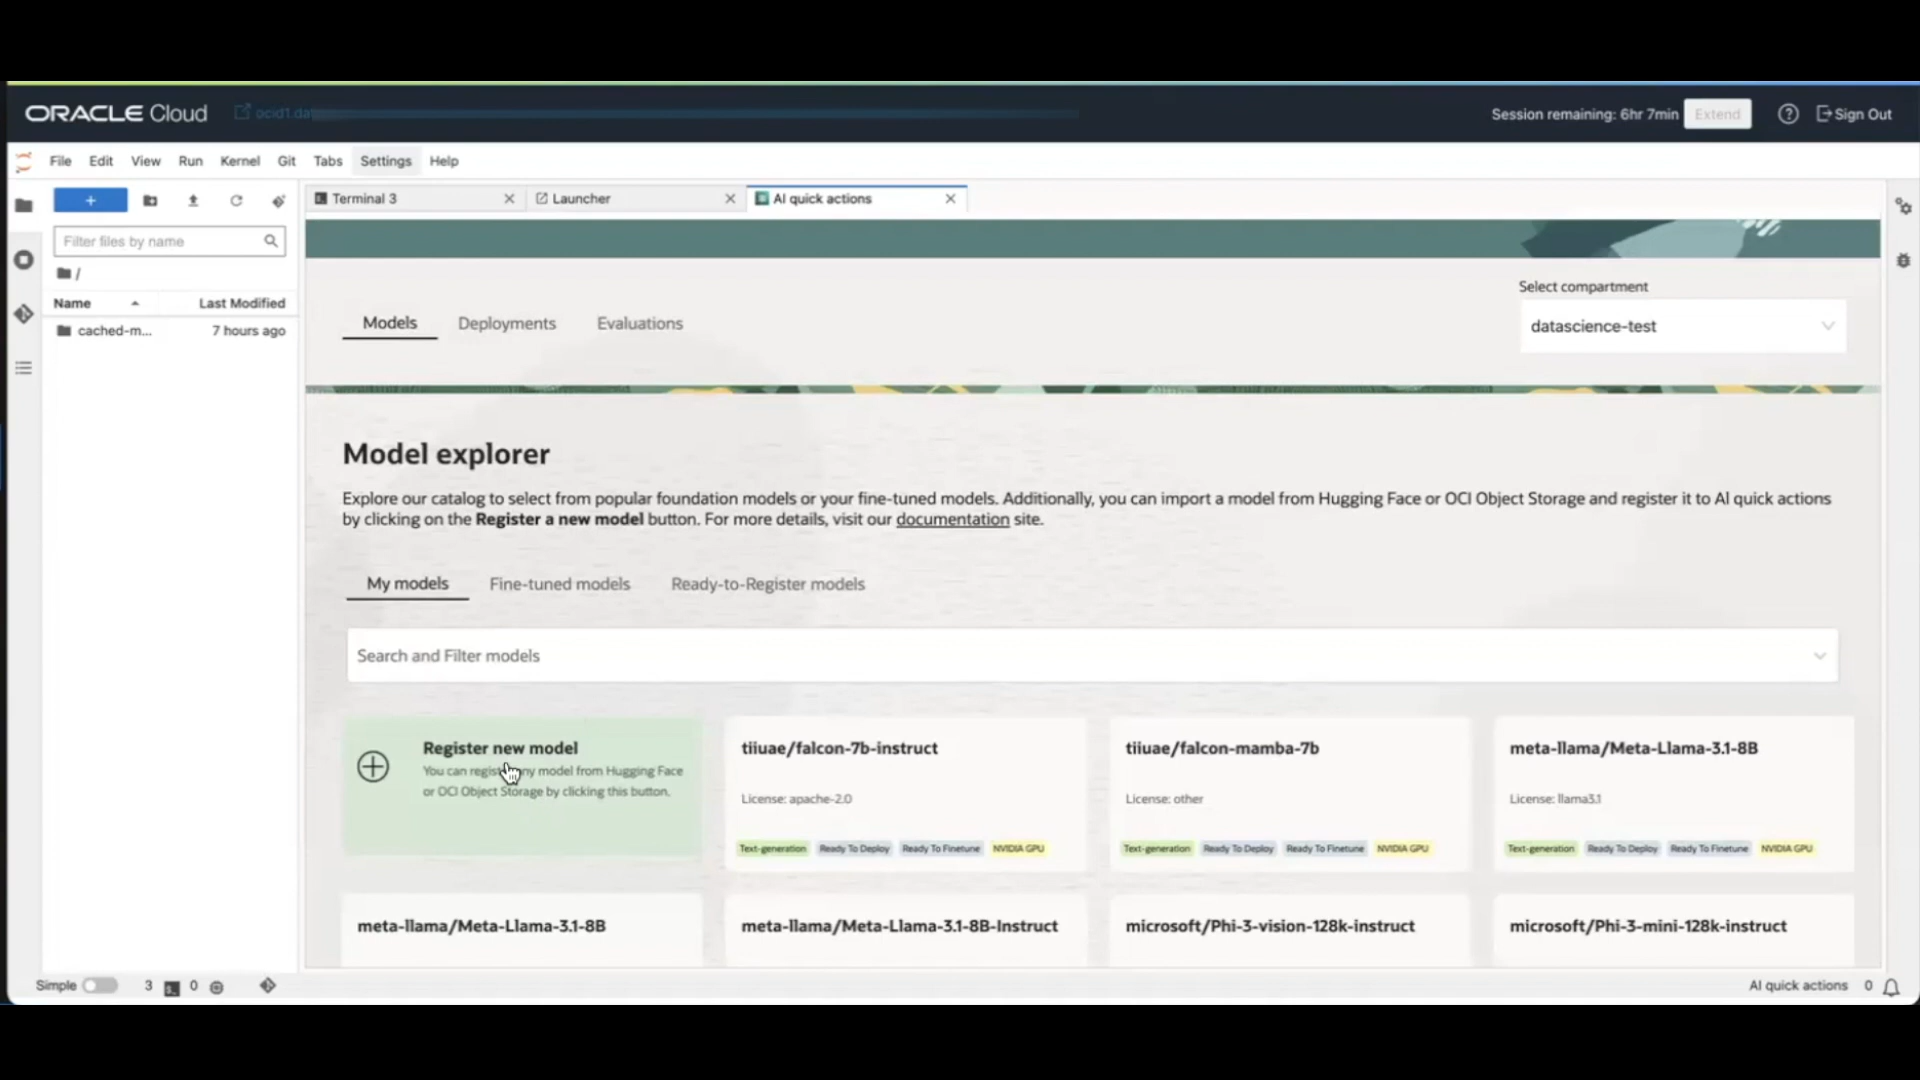 ORACLE Cloud
Session remaining: 6hr 7min
Extend
Sign Out
File Edit View Run Kernel Git Tabs Settings Help
Terminal 3
Launcher
AI quick actions
Filter files by name
/
Name
Last Modified
cached-m...
7 hours ago
Select compartment
datascience-test
Models
Deployments
Evaluations
Model explorer
Explore our catalog to select from popular foundation models or your fine-tuned models. Additionally, you can import a model from Hugging Face or OCI Object Storage and register it to AI quick actions
by clicking on the Register a new model button. For more details, visit our documentation site.
My models
Fine-tuned models
Ready-to-Register models
Search and Filter models
Register new model
You can regist ny model from Hugging Face
or OCI Object Storage by clicking this button.
tiiuae/falcon-7b-instruct
License: apache-2.0
Text-generation Ready To Deploy Ready To Finetune NVIDIA GPU
tiiuae/falcon-mamba-7b
License: other
Text-generation Ready To Deploy Ready To Finetune NVIDIA GPU
meta-llama/Meta-Llama-3.1-8B
License: llama3.1
Text-generation Ready To Deploy Ready To Finetune NVIDIA GPU
meta-llama/Meta-Llama-3.1-8B
meta-llama/Meta-Llama-3.1-8B-Instruct
microsoft/Phi-3-vision-128k-instruct
microsoft/Phi-3-mini-128k-instruct
Simple
3
0
AI quick actions
0